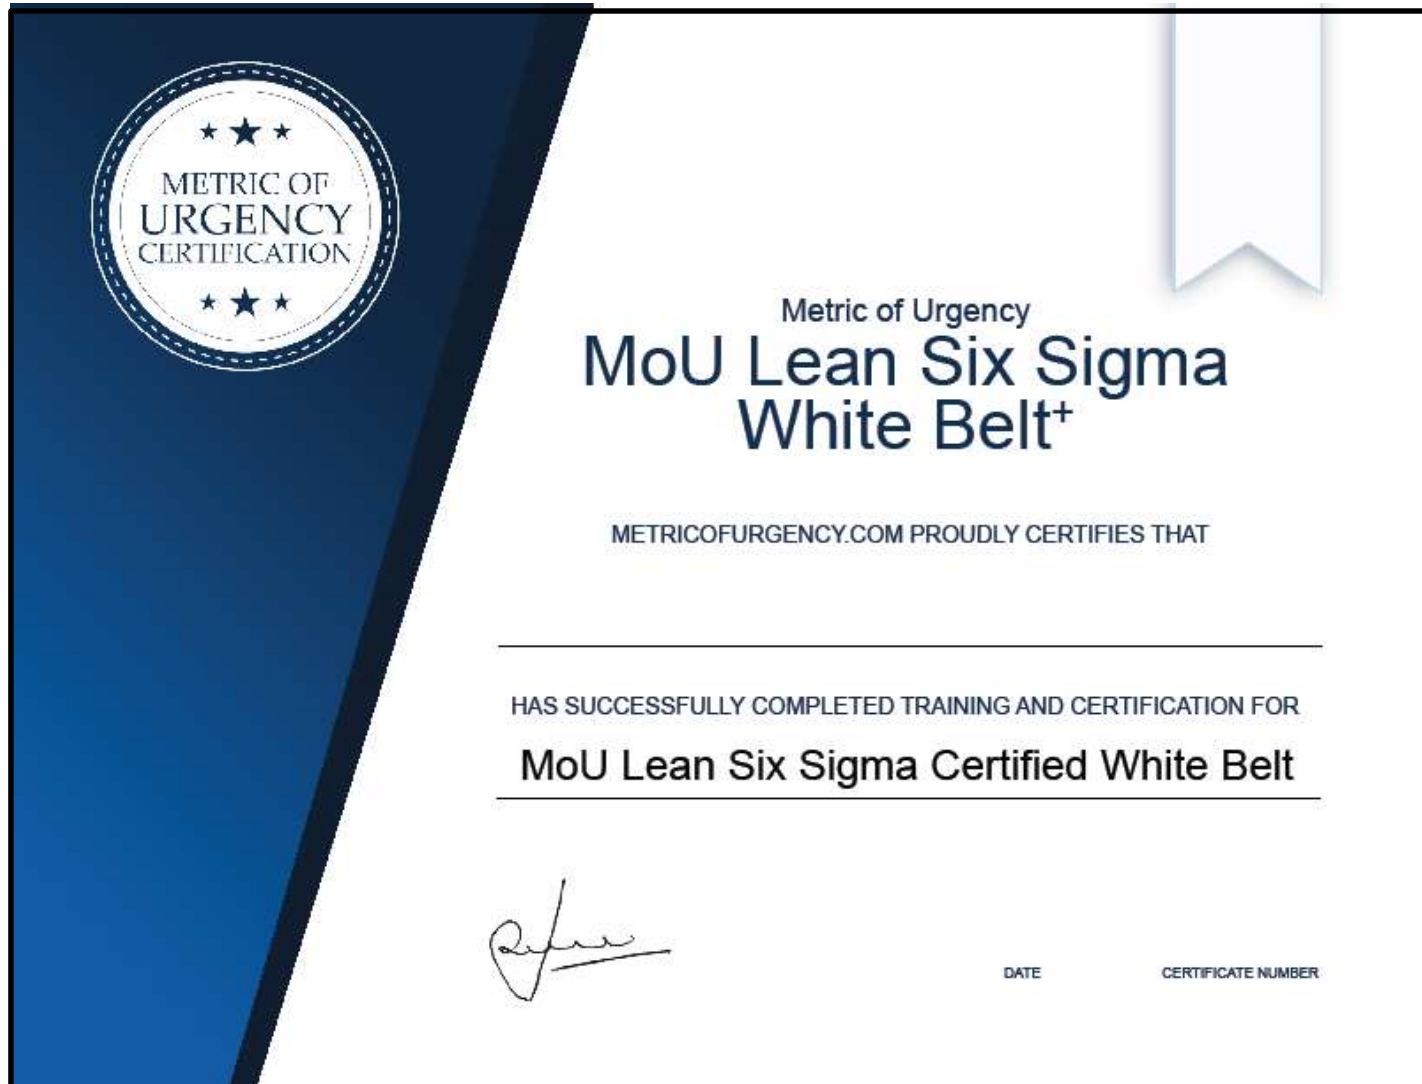 METRIC OF
URGENCY
CERTIFICATION
Metric of Urgency
MoU Lean Six Sigma
White Belt+
METRICOFURGENCY.COM PROUDLY CERTIFIES THAT
HAS SUCCESSFULLY COMPLETED TRAINING AND CERTIFICATION FOR
MoU Lean Six Sigma Certified White Belt
DATE CERTIFICATE NUMBER